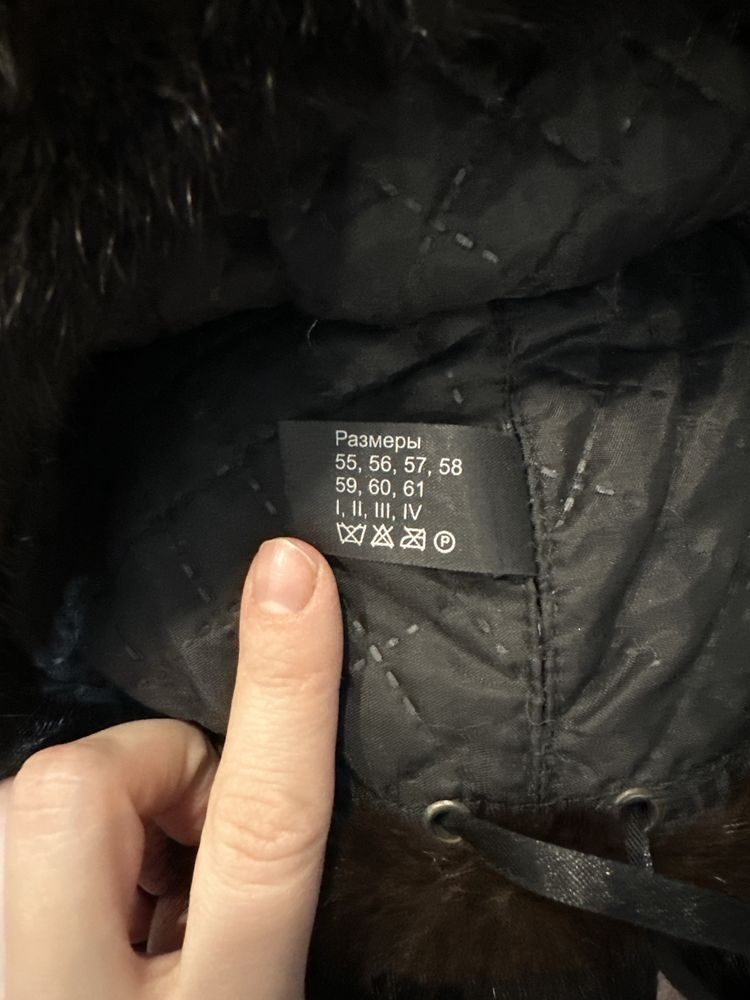 Размеры
55, 56, 57, 58
59, 60, 61
I, II, III, IV
P